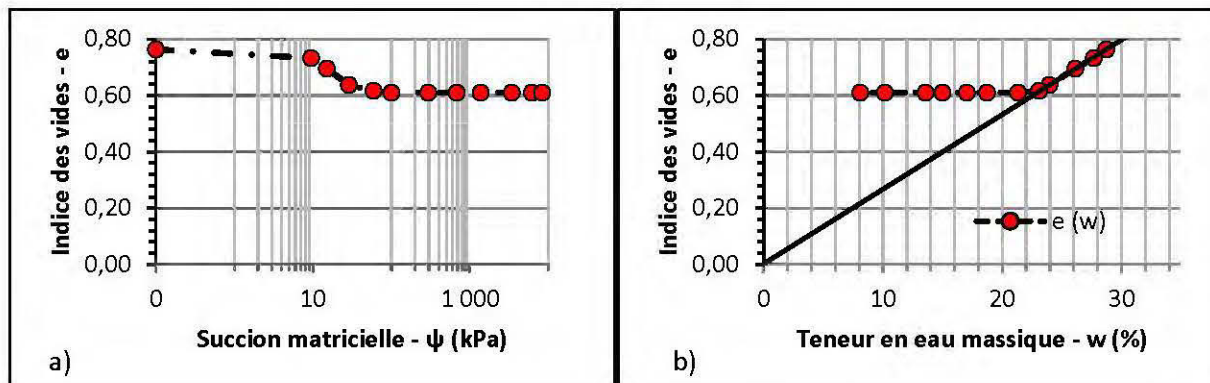 Indice des vides - e
0,80
0,60
0,40
0,20
0,00
0 10 1 000
Succion matricielle - ψ (kPa)
a)
Indice des vides - e
0,80
0,60
0,40
0,20
0,00
e (w)
0 10 20 30
Teneur en eau massique - w (%)
b)